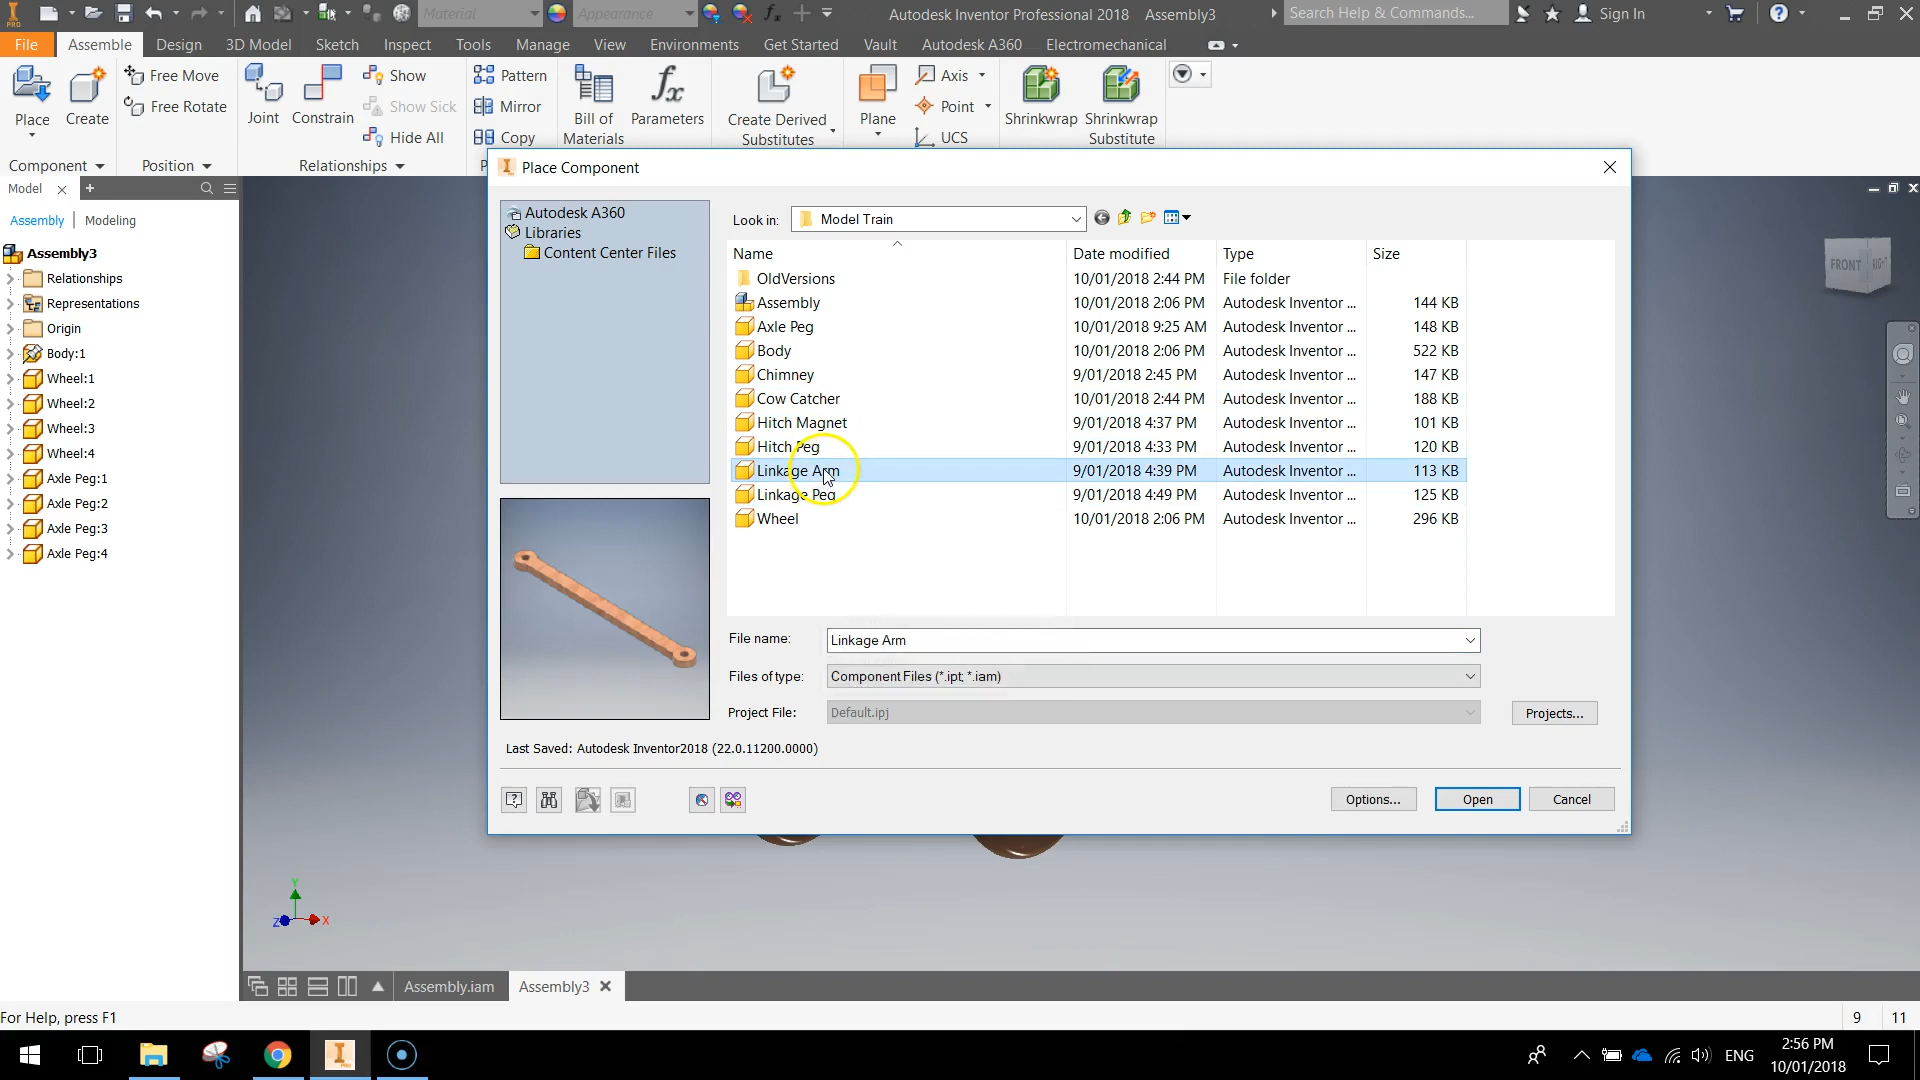 PRO
Material
Appearance
fx
Autodesk Inventor Professional 2018 Assembly3
Search Help & Commands...
Sign In
File Assemble Design 3D Model Sketch Inspect Tools Manage View Environments Get Started Vault Autodesk A360 Electromechanical
Place
Create
Free Move
Free Rotate
Joint
Constrain
Show
Show Sick
Hide All
Pattern
Mirror
Copy
Bill of
Materials
fx
Parameters
Create Derived
Substitutes
Plane
Axis
Point
UCS
Shrinkwrap
Shrinkwrap
Substitute
Component Position Relationships
Model
Assembly Modeling
Assembly3
Relationships
Representations
Origin
Body:1
Wheel:1
Wheel:2
Wheel:3
Wheel:4
Axle Peg:1
Axle Peg:2
Axle Peg:3
Axle Peg:4
Place Component
Autodesk A360
Libraries
Content Center Files
Look in: Model Train
Name Date modified Type Size
OldVersions 10/01/2018 2:44 PM File folder
Assembly 10/01/2018 2:06 PM Autodesk Inventor ... 144 KB
Axle Peg 10/01/2018 9:25 AM Autodesk Inventor ... 148 KB
Body 10/01/2018 2:06 PM Autodesk Inventor ... 522 KB
Chimney 9/01/2018 2:45 PM Autodesk Inventor ... 147 KB
Cow Catcher 10/01/2018 2:44 PM Autodesk Inventor ... 188 KB
Hitch Magnet 9/01/2018 4:37 PM Autodesk Inventor ... 101 KB
Hitch Peg 9/01/2018 4:33 PM Autodesk Inventor ... 120 KB
Linkage Arm 9/01/2018 4:39 PM Autodesk Inventor ... 113 KB
Linkage Peg 9/01/2018 4:49 PM Autodesk Inventor ... 125 KB
Wheel 10/01/2018 2:06 PM Autodesk Inventor ... 296 KB
File name: Linkage Arm
Files of type: Component Files (*.ipt; *.iam)
Project File: Default.ipj
Projects...
Last Saved: Autodesk Inventor2018 (22.0.11200.0000)
Options... Open Cancel
FRONT RIGHT
Y
Z
X
Assembly.iam Assembly3
For Help, press F1
9 11
ENG
2:56 PM
10/01/2018